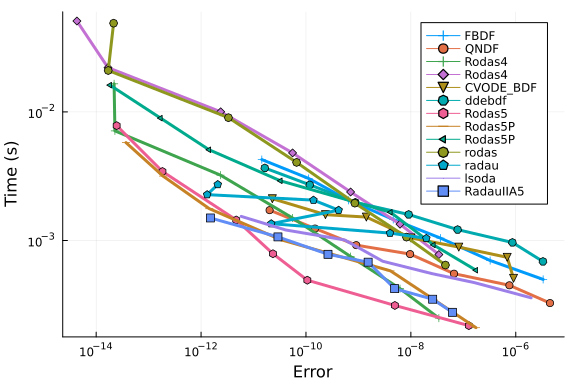 FBDF
QNDF
Rodas4
Rodas4
CVODE_BDF
ddebdf
Rodas5
Rodas5P
Rodas5P
rodas
radau
lsoda
RadauIIA5
Time (s)
10⁻²
10⁻³
10⁻¹⁴ 10⁻¹² 10⁻¹⁰ 10⁻⁸ 10⁻⁶
Error